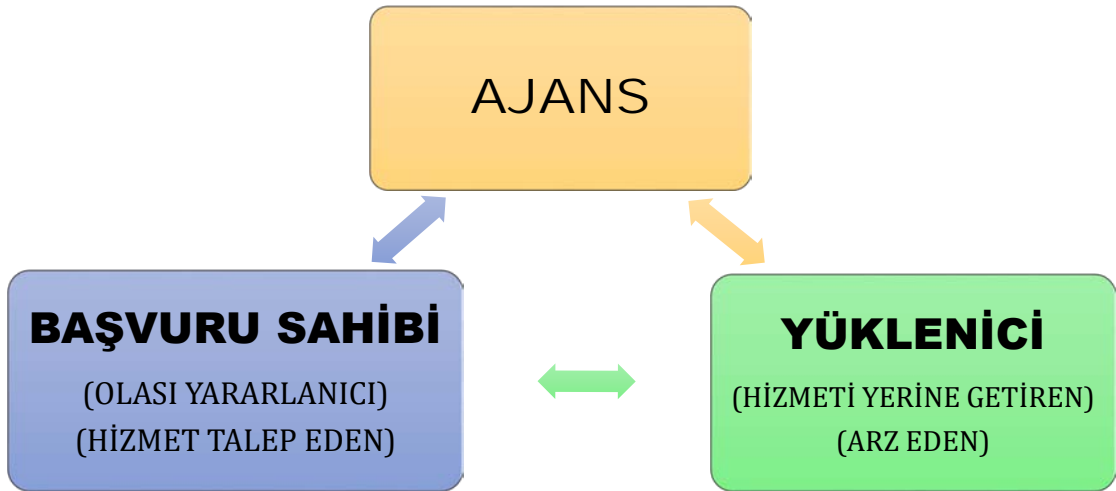 AJANS
BAŞVURU SAHİBİ
(OLASI YARARLANICI)
(HİZMET TALEP EDEN)
YÜKLENİCİ
(HİZMETİ YERİNE GETİREN)
(ARZ EDEN)